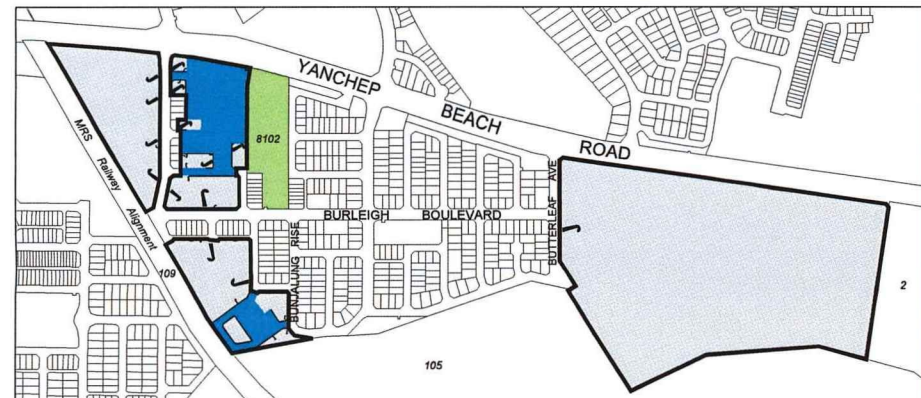 YANCHEP
BEACH
ROAD
MRS
Railway
Alignment
8102
AVE
BUTTERLEAF
BURLEIGH BOULEVARD
RISE
BUNJALUNG
109
2
105